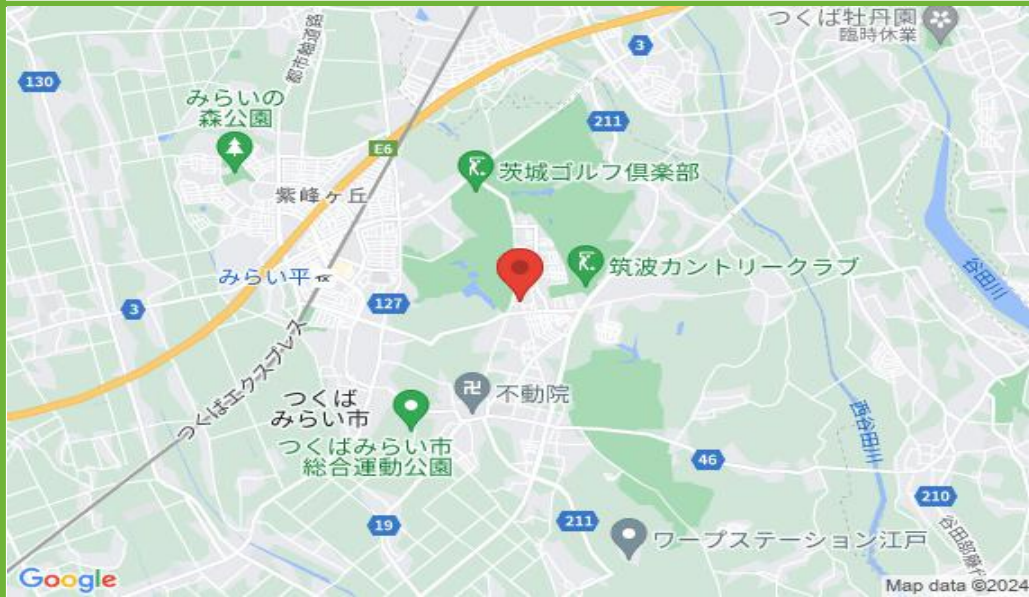 つくば牡丹園
臨時休業
3
130
都市軸道路
みらいの
森公園
211
E6
茨城ゴルフ倶楽部
紫峰ヶ丘
筑波カントリークラブ
みらい平
127
3
谷田川
つくばエクスプレス
不動院
つくば
みらい市
つくばみらい市
総合運動公園
西谷田川
46
210
19
211
ワープステーション江戸
Google
Map data ©2024